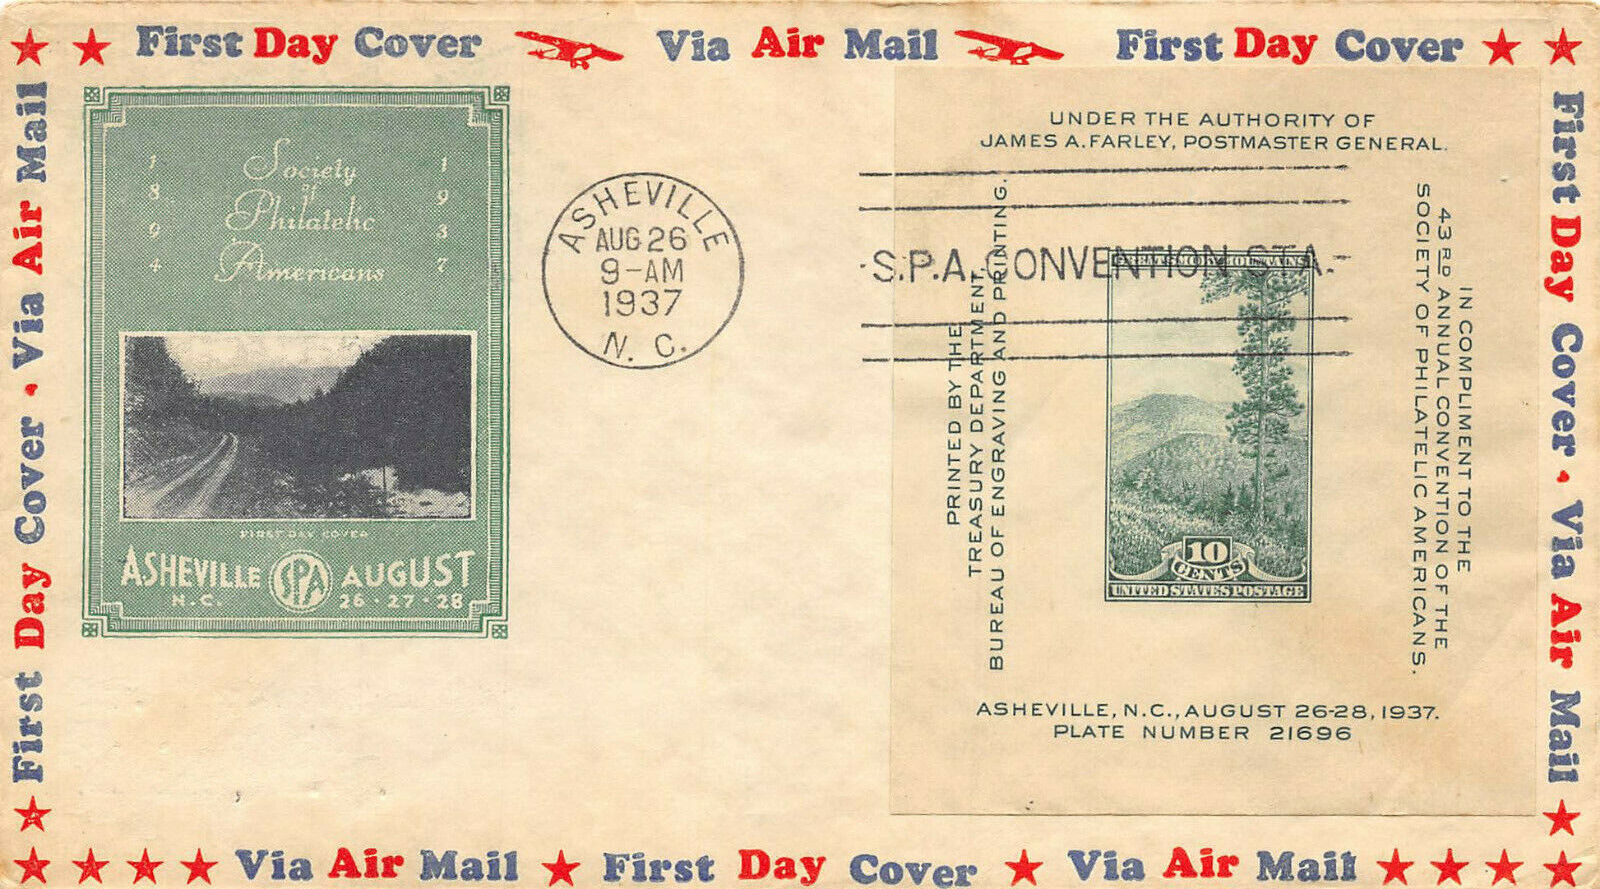 First Day Cover Via Air Mail First Day Cover
First Day Cover • Via Air Mail
First Day Cover • Via Air Mail
Via Air Mail First Day Cover Via Air Mail
1894
1937
Society
of
Philatelic
Americans
FIRST DAY COVER
ASHEVILLE SPA AUGUST
N.C. 26 · 27 · 28
ASHEVILLE
AUG 26
9-AM
1937
N. C.
S.P.A. CONVENTION STA.
UNDER THE AUTHORITY OF
JAMES A. FARLEY, POSTMASTER GENERAL.
PRINTED BY THE
TREASURY DEPARTMENT,
BUREAU OF ENGRAVING AND PRINTING.
GREAT SMOKY MOUNTAINS
10
CENTS
UNITED STATES POSTAGE
IN COMPLIMENT TO THE
43RD ANNUAL CONVENTION OF THE
SOCIETY OF PHILATELIC AMERICANS.
ASHEVILLE, N.C., AUGUST 26-28, 1937.
PLATE NUMBER 21696